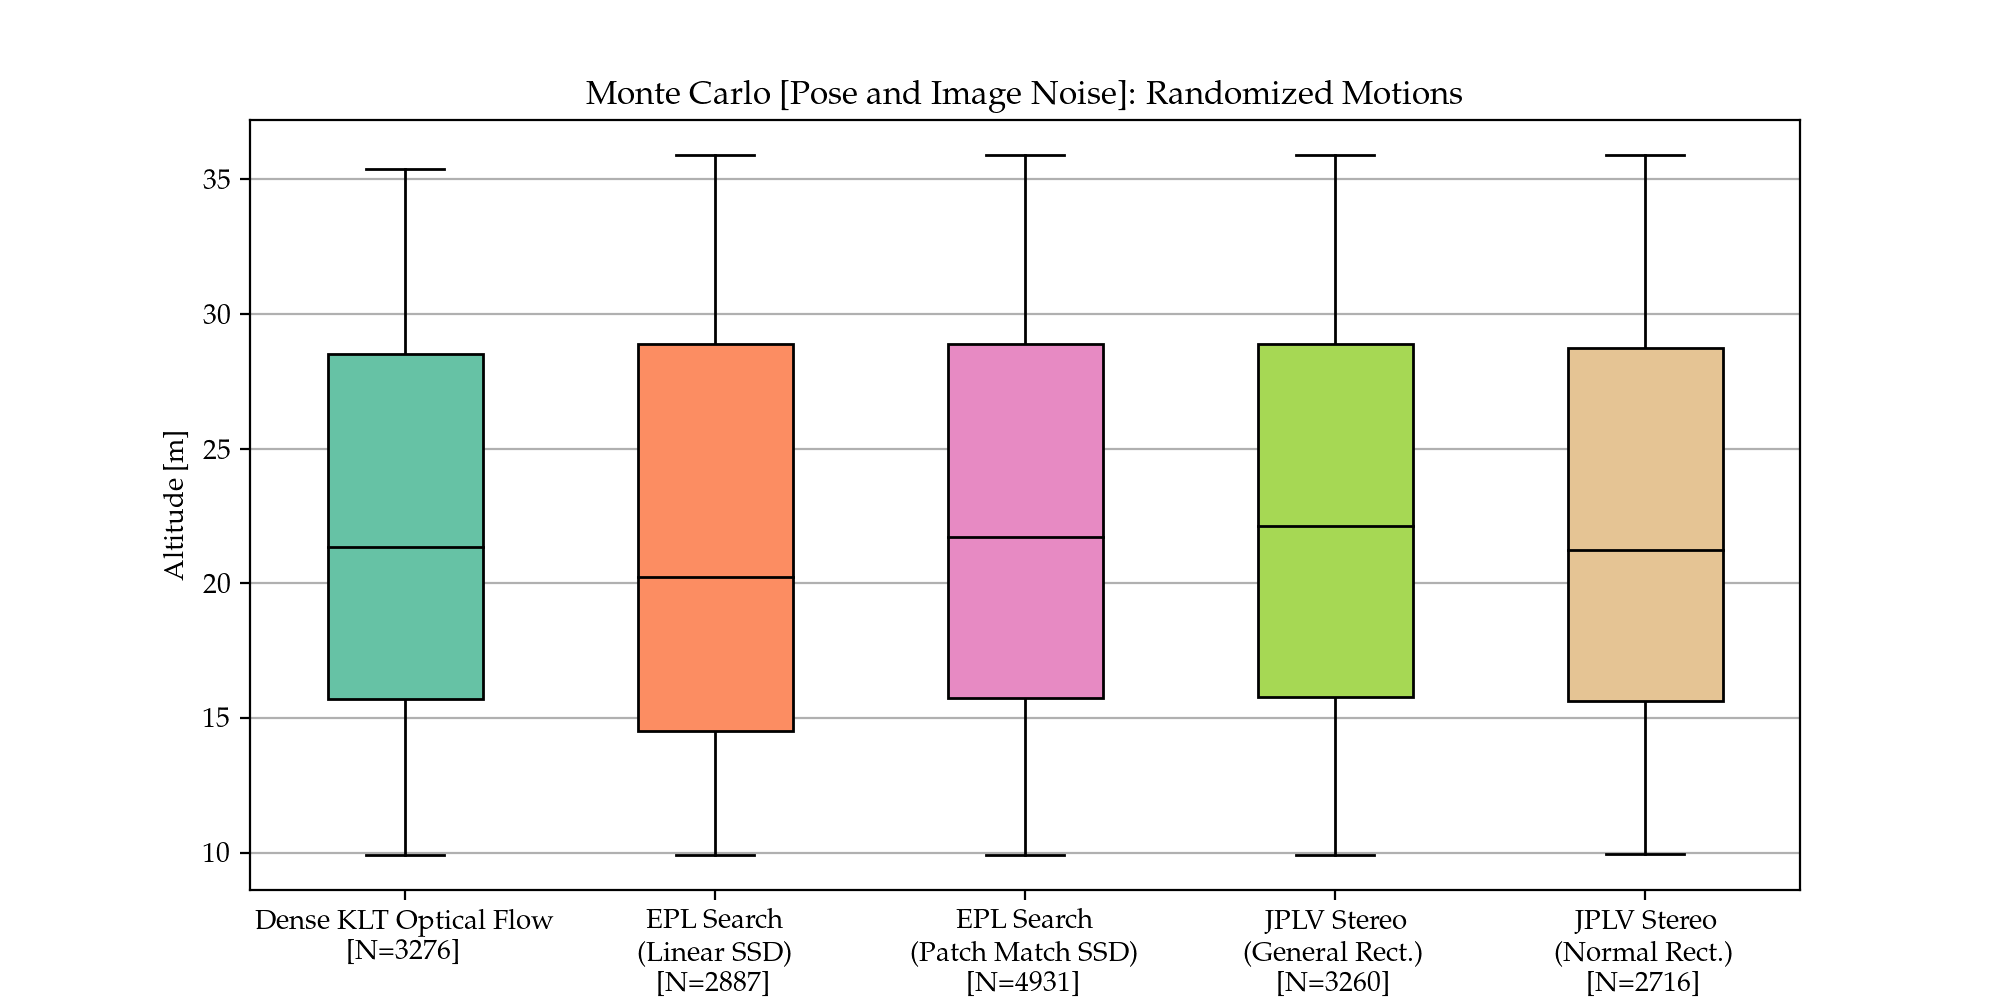 Monte Carlo [Pose and Image Noise]: Randomized Motions
Altitude [m]
35
30
25
20
15
10
Dense KLT Optical Flow
[N=3276]
EPL Search
(Linear SSD)
[N=2887]
EPL Search
(Patch Match SSD)
[N=4931]
JPLV Stereo
(General Rect.)
[N=3260]
JPLV Stereo
(Normal Rect.)
[N=2716]